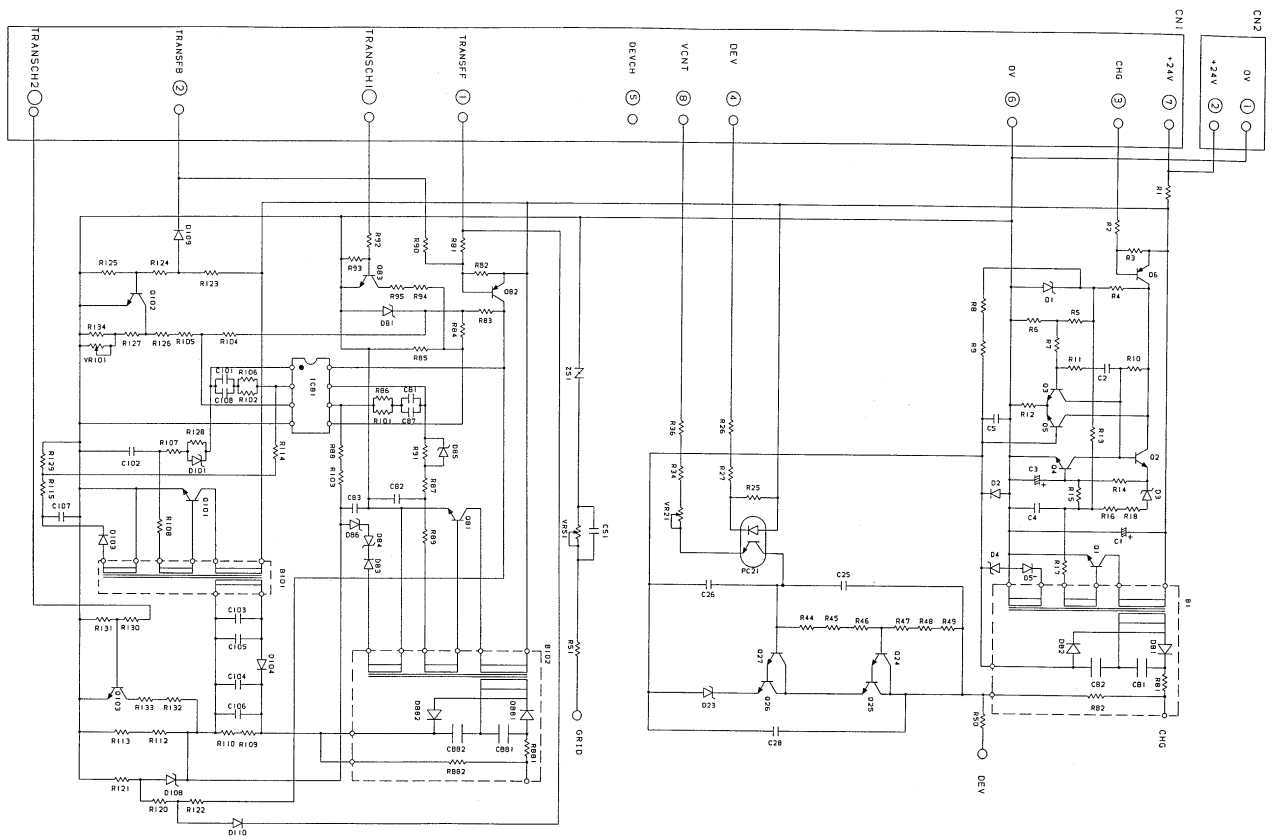 CN2
0V ①
+24V ②
CN1
+24V ⑦
CHG ③
0V ⑥
DEVCH ⑤
VCNT ⑧
DEV ④
TRANSFF ①
TRANSCH1
TRANSFB ②
TRANSCH2
R1
R2
R3
Q6
D1
R4
R8
R9
R6
R5
R7
R11
C2
R10
Q3
R12
Q5
C5
R13
Q2
Q4
C3
+
R15
R14
D3
D2
C4
R16
R18
C1
+
D4
D5
R17
Q1
B1
DB2
DB1
CB2
CB1
RB1
RB2
CHG
R50
DEV
R36
R34
VR21
R26
R27
R25
PC21
C26
C25
R44
R45
R46
R47
R48
R49
Q27
Q24
Q26
Q25
D23
C28
ZS1
VR51
C51
R51
GRID
D109
R92
R90
R81
R82
Q82
R93
Q83
R95
R94
D81
R83
R84
R85
R125
R124
R123
Q102
R134
R127
R126
R105
R104
VR101
C101
R106
C108
R102
IC81
R86
C81
R101
C87
R128
R107
C102
D101
R114
R88
R103
R91
D85
R87
C82
C83
D86
D84
D83
R89
Q81
R129
R115
C107
D103
R108
Q101
B101
R131
R130
C103
C105
C104
C106
D104
Q103
R133
R132
R113
R112
R110
R109
B102
DB82
DB81
CB82
CB81
RB81
RB82
R121
D108
R120
R122
D110